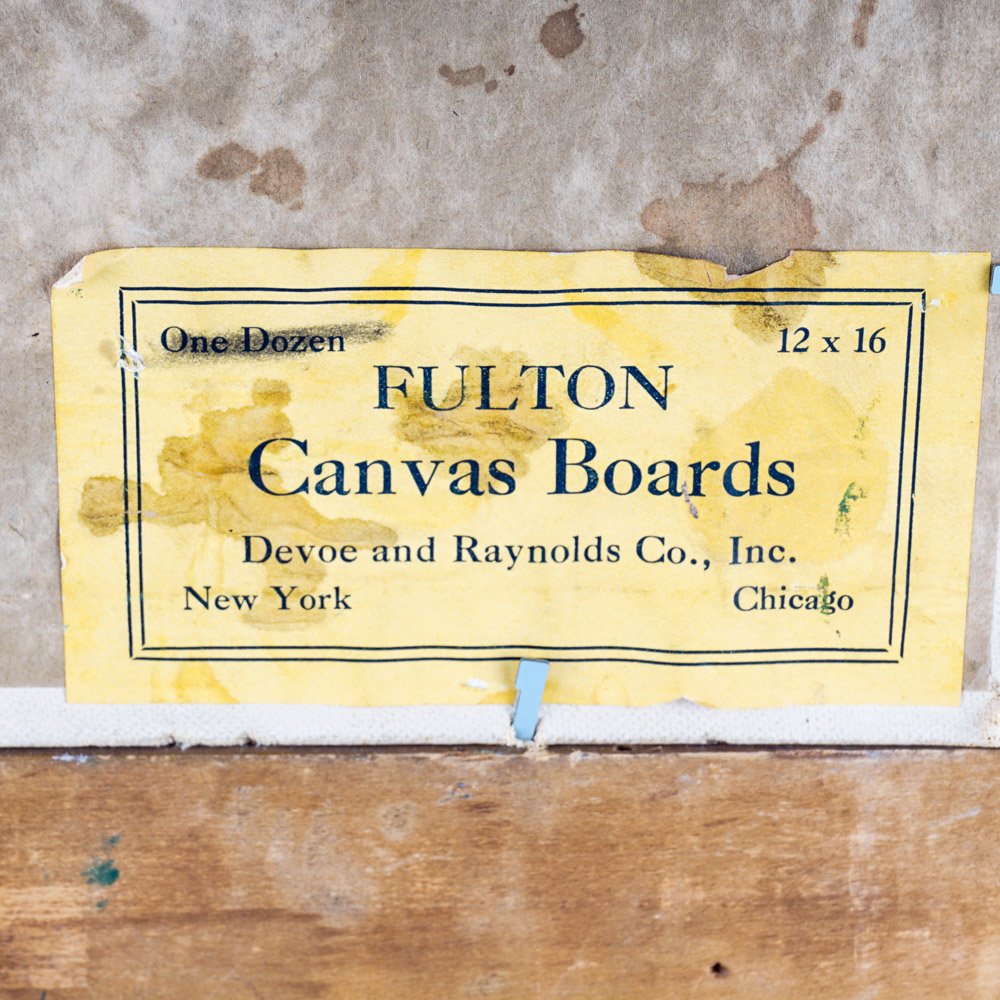 One Dozen 12 x 16
FULTON
Canvas Boards
Devoe and Raynolds Co., Inc.
New York Chicago